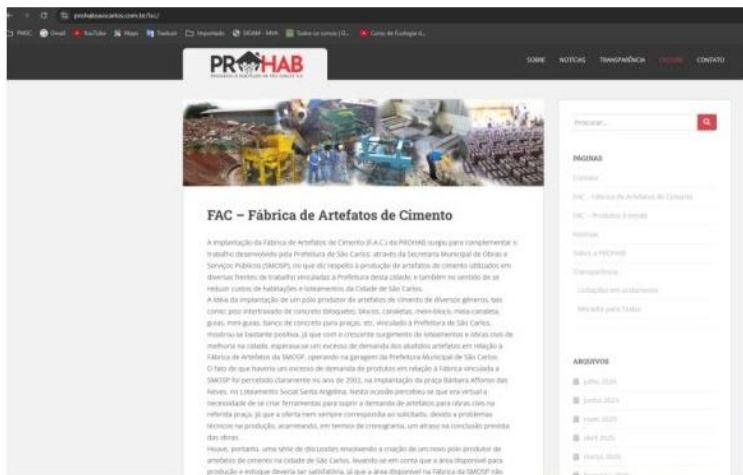 prohabsaocarlos.com.br/fac/
PMSC Gmail YouTube Maps Traduzir Importado SIGAM - MVA Todos os cursos | Curso de Ecologia
PROHAB
SOBRE NOTÍCIAS TRANSPARÊNCIA CONTATO
Procurar...
FAC – Fábrica de Artefatos de Cimento
A implantação da Fábrica de Artefatos de Cimento (F.A.C.) da PROHAB surgiu para complementar o
trabalho desenvolvido pela Prefeitura de São Carlos, através da Secretaria Municipal de Obras e
Serviços Públicos (SMOSP), no que diz respeito à produção de artefatos de cimento utilizados em
diversas frentes de trabalho vinculadas à Prefeitura desta cidade, e também no sentido de se
reduzir custos de habitações e loteamentos da Cidade de São Carlos.
A idéia da implantação de um pólo produtor de artefatos de cimento de diversos gêneros, tais
como: piso intertravado de concreto (bloquete), blocos, canaletas, meio-bloco, meia-canaleta,
guias, mini-guias, banco de concreto para praças, etc, vinculado à Prefeitura de São Carlos,
mostrou-se bastante positiva, já que com o crescente surgimento de loteamentos e obras civis de
melhoria na cidade, esperava-se um excesso de demanda dos aludidos artefatos em relação à
Fábrica de Artefatos da SMOSP, operando na garagem da Prefeitura Municipal de São Carlos.
O fato de que haveria um excesso de demanda de produtos em relação à Fábrica vinculada a
SMOSP foi percebido claramente no ano de 2003, na implantação da praça Bárbara Affonso das
Neves, no Loteamento Social Santa Angelina. Nesta ocasião percebeu-se que era virtual a
necessidade de se criar ferramentas para suprir a demanda de artefatos para obras civis na
referida praça, já que a oferta nem sempre correspondia ao solicitado, devido a problemas
técnicos na produção, acarretando, em termos de cronograma, um atraso na conclusão prevista
das obras.
Houve, portanto, uma série de discussões envolvendo a criação de um novo pólo produtor de
artefatos de cimento na cidade de São Carlos, levando-se em conta que a área disponível para
produção e estoque deveria ser satisfatória, já que a área disponível na Fábrica da SMOSP não
PÁGINAS
Contato
FAC – Fábrica de Artefatos de Cimento
FAC – Produtos à venda
Notícias
Sobre a PROHAB
Transparência
Licitações em andamento
Moradia para Todos
ARQUIVOS
julho 2025
junho 2025
maio 2025
abril 2025
março 2025